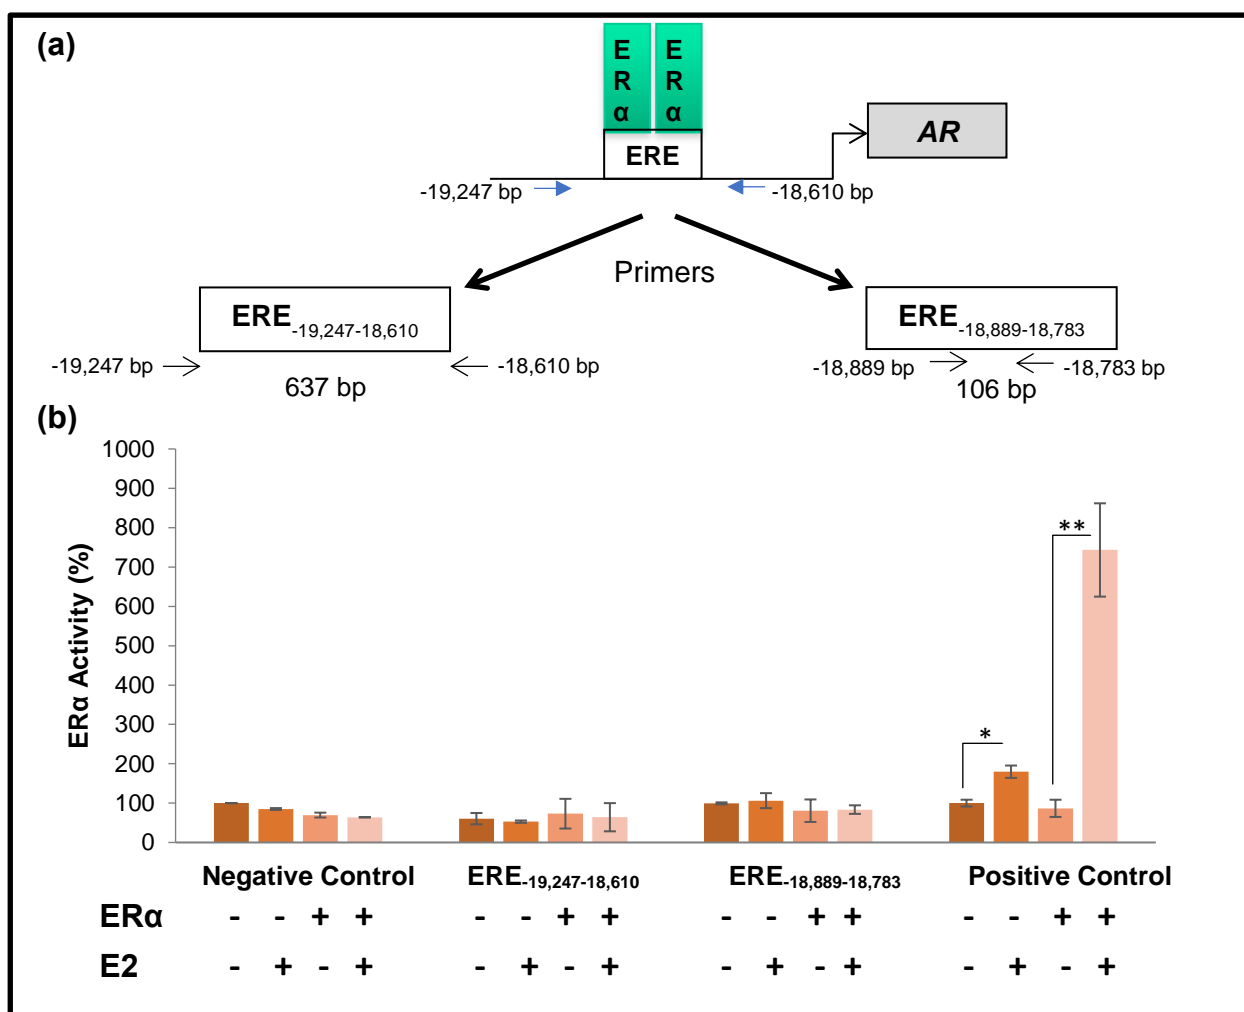 (a)
E E
R R
α α
ERE
AR
-19,247 bp
-18,610 bp
Primers
ERE-19,247-18,610
ERE-18,889-18,783
-19,247 bp
-18,610 bp
-18,889 bp
-18,783 bp
637 bp
106 bp
(b)
ERα Activity (%)
1000
900
800
700
600
500
400
300
200
100
0
*
**
Negative Control ERE-19,247-18,610 ERE-18,889-18,783 Positive Control
ERα - - + + - - + + - - + + - - + +
E2 - + - + - + - + - + - + - + - +